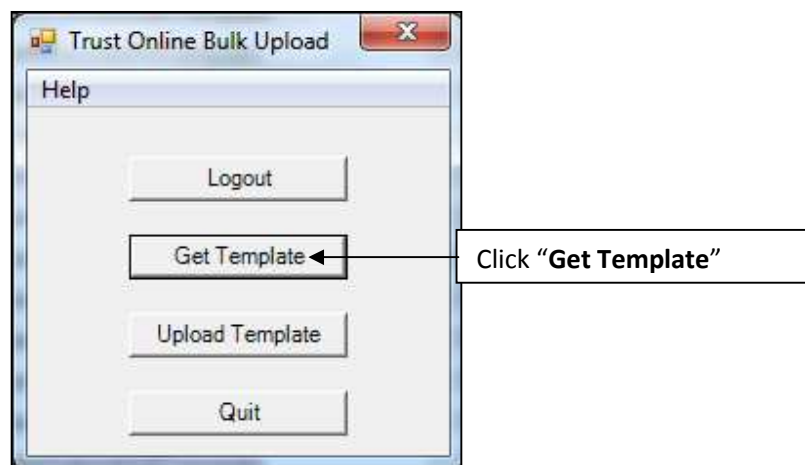 Trust Online Bulk Upload
Help
Logout
Get Template
Click “Get Template”
Upload Template
Quit